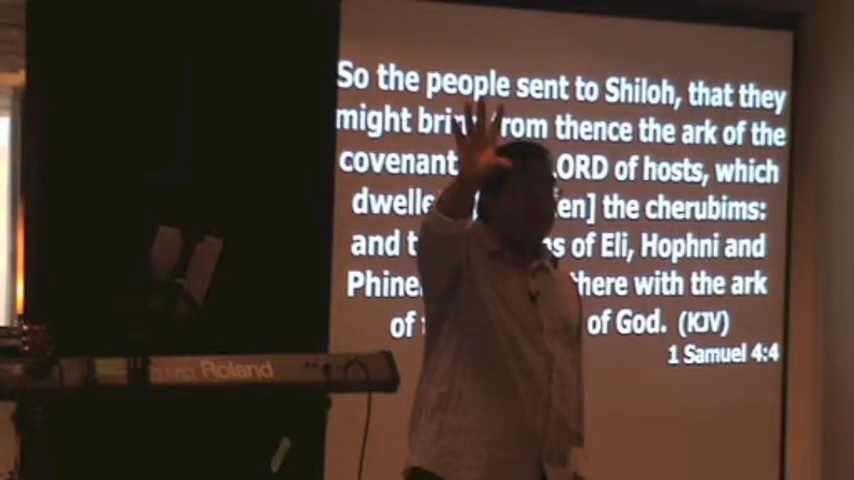 So the people sent to Shiloh, that they
might bri from thence the ark of the
covenant LORD of hosts, which
dwelle en] the cherubims:
and t s of Eli, Hophni and
Phine there with the ark
of of God. (KJV)
1 Samuel 4:4
Roland